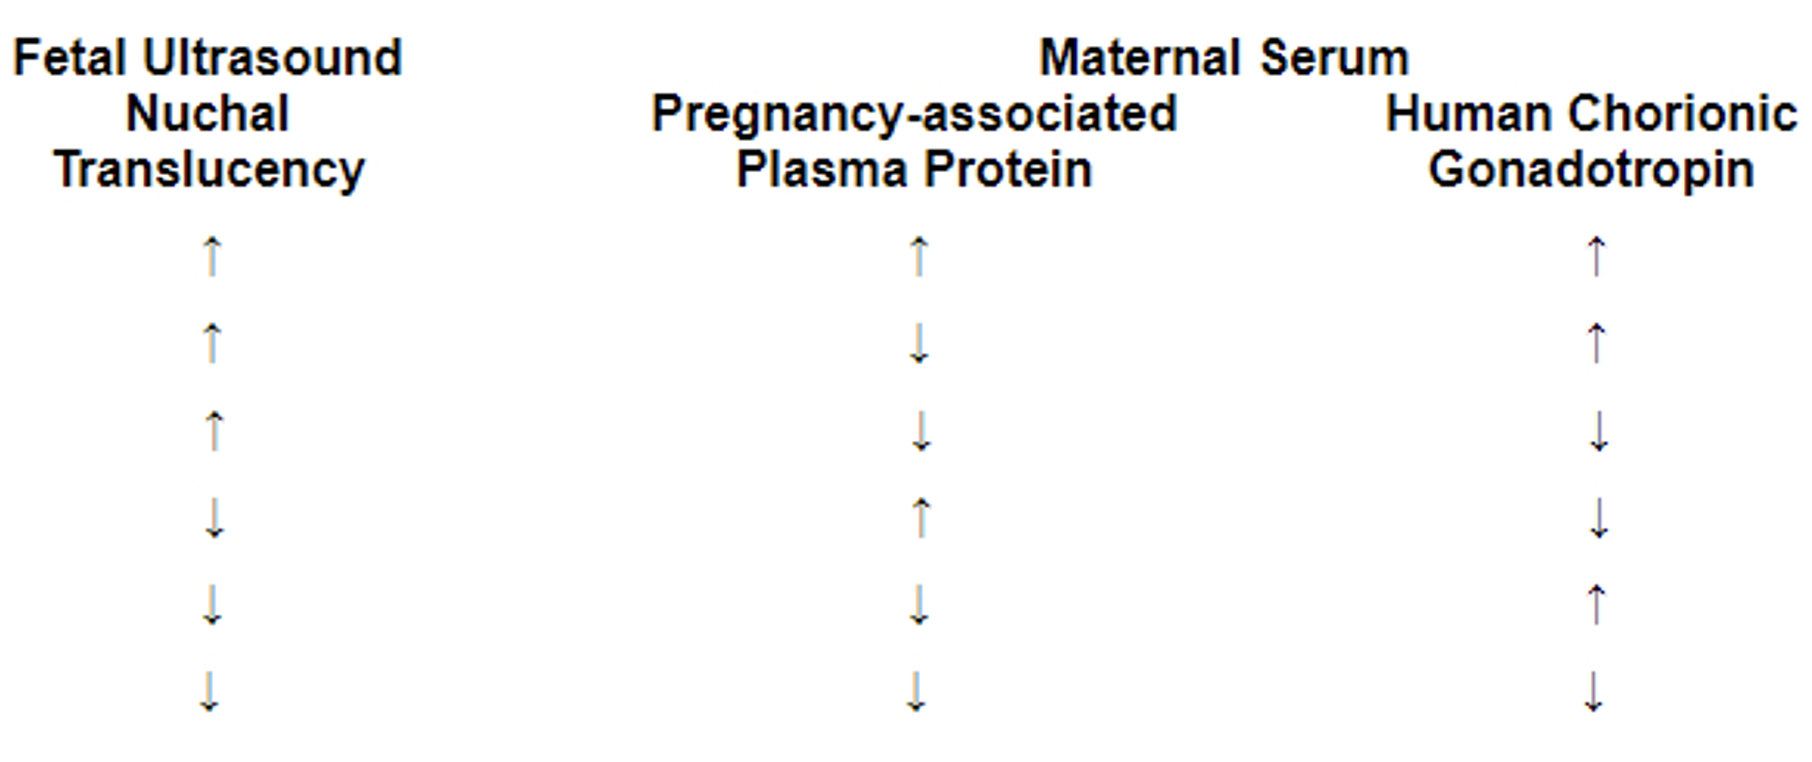 Fetal Ultrasound Maternal Serum
Nuchal Pregnancy-associated Human Chorionic
Translucency Plasma Protein Gonadotropin
↑ ↑ ↑
↑ ↓ ↑
↑ ↓ ↓
↓ ↑ ↓
↓ ↓ ↑
↓ ↓ ↓